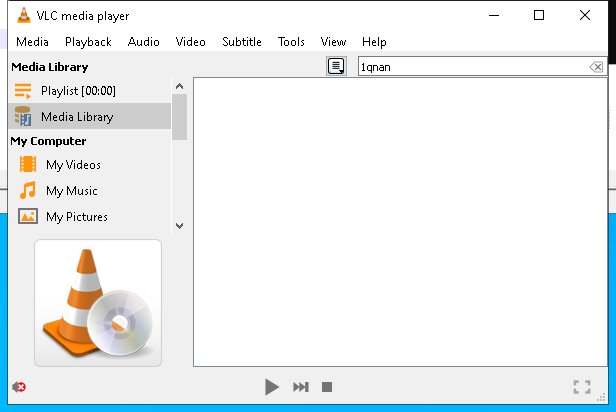 VLC media player
Media Playback Audio Video Subtitle Tools View Help
Media Library
1qnan
Playlist [00:00]
Media Library
My Computer
My Videos
My Music
My Pictures